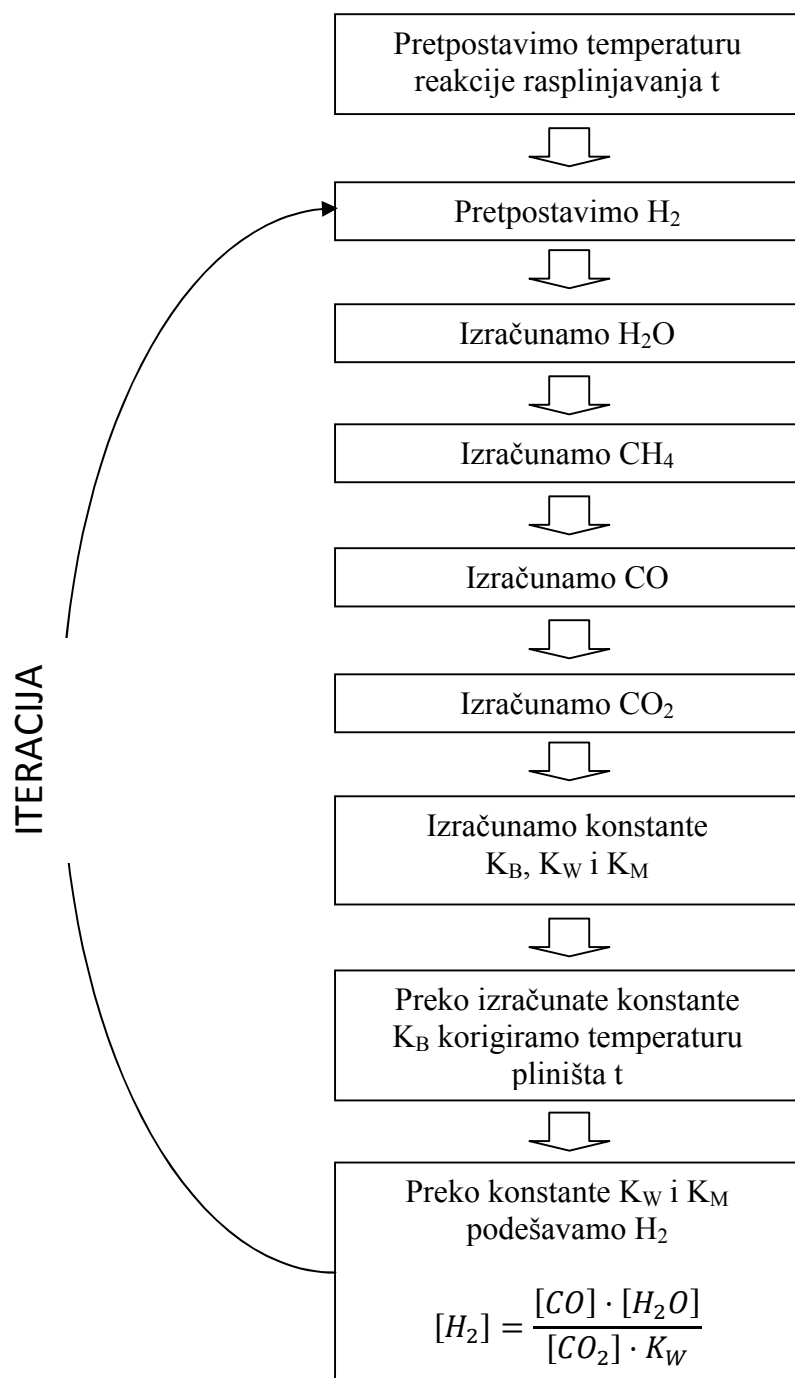 Pretpostavimo temperaturu
reakcije rasplinjavanja t
Pretpostavimo H₂
Izračunamo H₂O
Izračunamo CH₄
Izračunamo CO
Izračunamo CO₂
Izračunamo konstante
K_B, K_W i K_M
Preko izračunate konstante
K_B korigiramo temperaturu
pliništa t
Preko konstante K_W i K_M
podešavamo H₂
[H₂] = [CO] · [H₂O] / [CO₂] · K_W
ITERACIJA